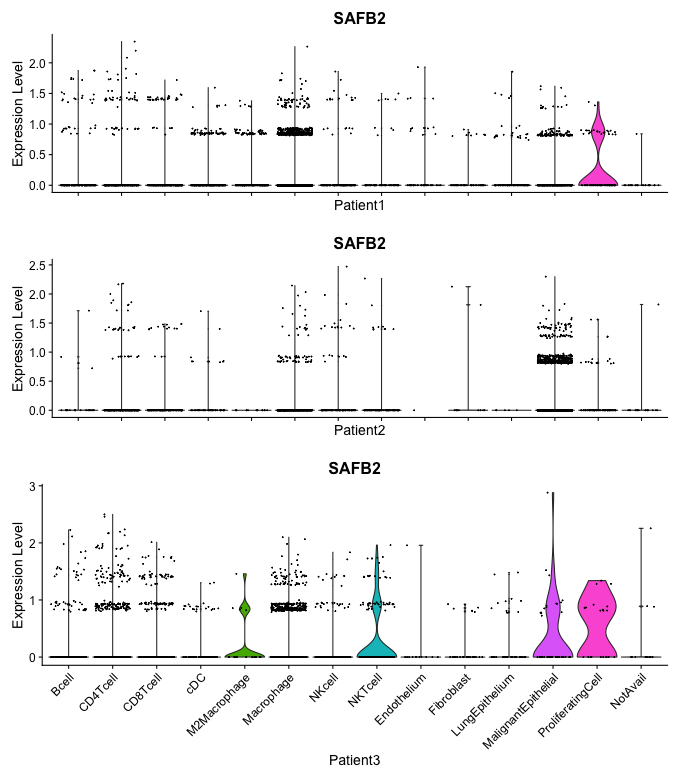 SAFB2
Expression Level
2.0
1.5
1.0
0.5
0.0
Patient1
SAFB2
Expression Level
2.5
2.0
1.5
1.0
0.5
0.0
Patient2
SAFB2
Expression Level
3
2
1
0
Bcell
CD4Tcell
CD8Tcell
cDC
M2Macrophage
Macrophage
NKcell
NKTcell
Endothelium
Fibroblast
LungEpithelium
MalignantEpithelial
ProliferatingCell
NotAvail
Patient3